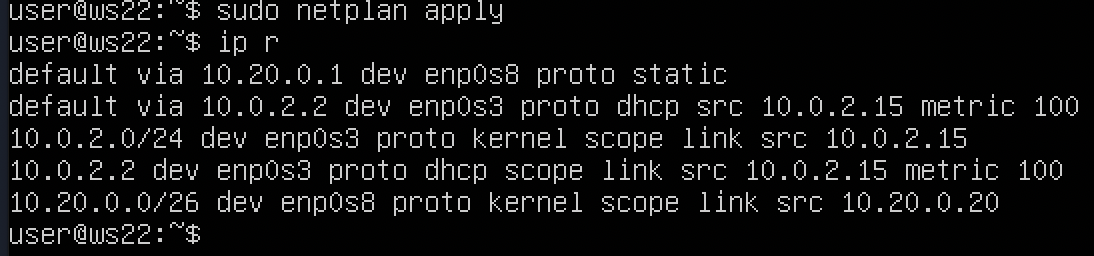 user@ws22:~$ sudo netplan apply
user@ws22:~$ ip r
default via 10.20.0.1 dev enp0s8 proto static
default via 10.0.2.2 dev enp0s3 proto dhcp src 10.0.2.15 metric 100
10.0.2.0/24 dev enp0s3 proto kernel scope link src 10.0.2.15
10.0.2.2 dev enp0s3 proto dhcp scope link src 10.0.2.15 metric 100
10.20.0.0/26 dev enp0s8 proto kernel scope link src 10.20.0.20
user@ws22:~$